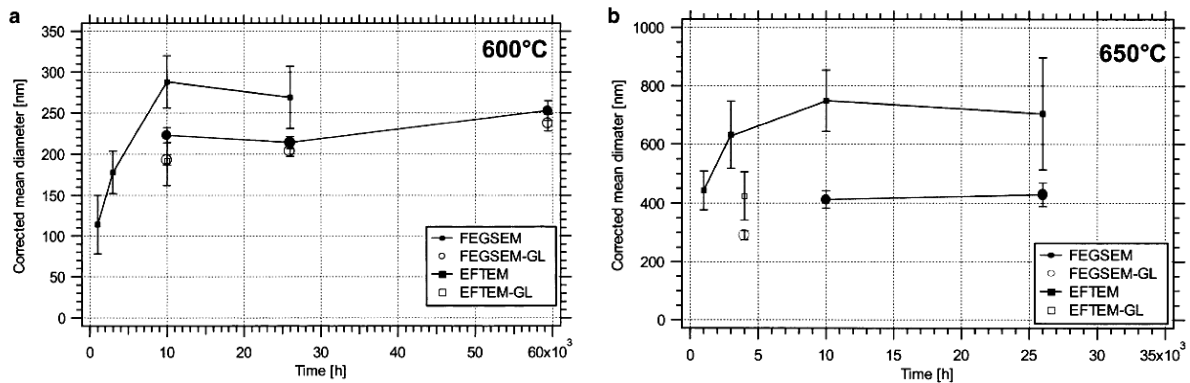 a
600°C
Corrected mean diameter [nm]
350
300
250
200
150
100
50
0
FEGSEM
FEGSEM-GL
EFTEM
EFTEM-GL
0
10
20
30
40
50
60x10³
Time [h]
b
650°C
Corrected mean dimater [nm]
1000
800
600
400
200
0
FEGSEM
FEGSEM-GL
EFTEM
EFTEM-GL
0
5
10
15
20
25
30
35x10³
Time [h]